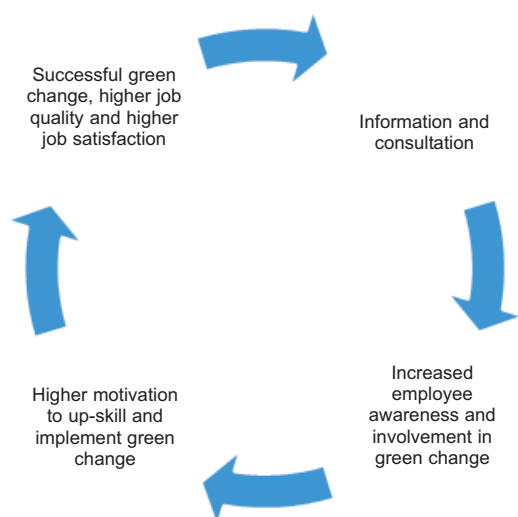 Successful green
change, higher job
quality and higher
job satisfaction
Information and
consultation
Increased
employee
awareness and
involvement in
green change
Higher motivation
to up-skill and
implement green
change